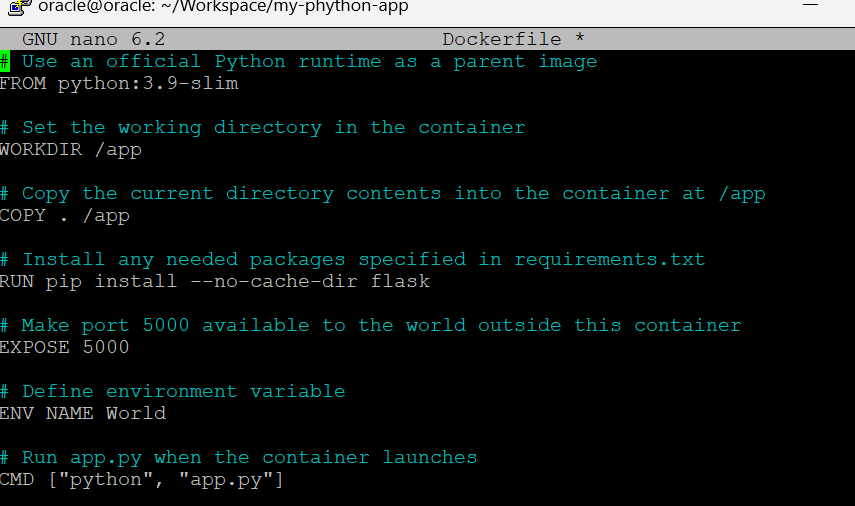 oracle@oracle: ~/Workspace/my-phython-app
GNU nano 6.2 Dockerfile *
# Use an official Python runtime as a parent image
FROM python:3.9-slim
# Set the working directory in the container
WORKDIR /app
# Copy the current directory contents into the container at /app
COPY . /app
# Install any needed packages specified in requirements.txt
RUN pip install --no-cache-dir flask
# Make port 5000 available to the world outside this container
EXPOSE 5000
# Define environment variable
ENV NAME World
# Run app.py when the container launches
CMD ["python", "app.py"]